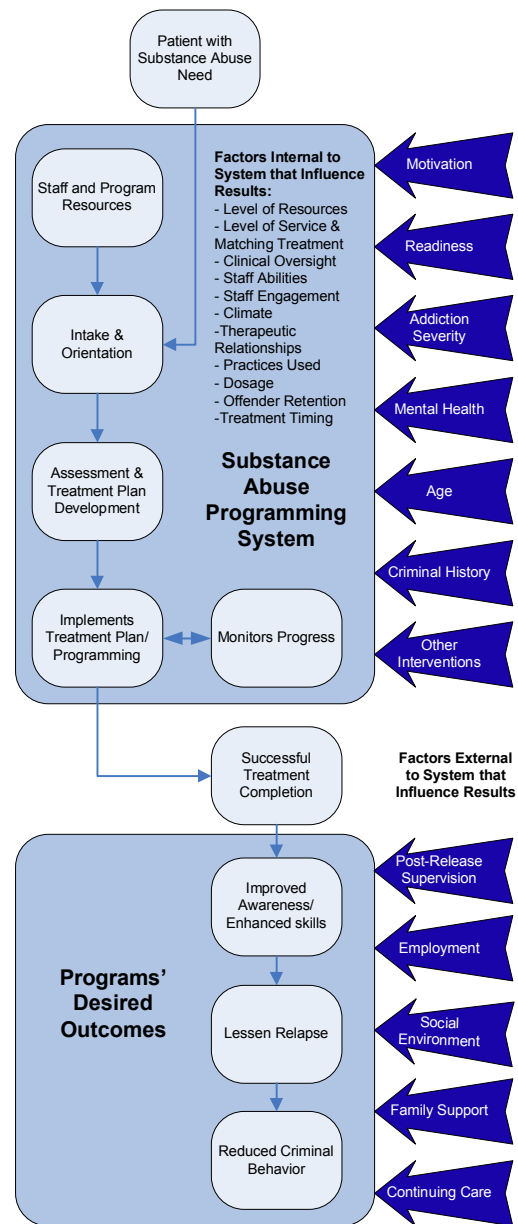 Patient with
Substance Abuse
Need
Staff and Program
Resources
Factors Internal to
System that Influence
Results:
- Level of Resources
- Level of Service &
Matching Treatment
- Clinical Oversight
- Staff Abilities
- Staff Engagement
- Climate
-Therapeutic
Relationships
- Practices Used
- Dosage
- Offender Retention
-Treatment Timing
Intake &
Orientation
Assessment &
Treatment Plan
Development
Substance
Abuse
Programming
System
Implements
Treatment Plan/
Programming
Monitors Progress
Motivation
Readiness
Addiction
Severity
Mental Health
Age
Criminal History
Other
Interventions
Successful
Treatment
Completion
Factors External
to System that
Influence Results
Programs’
Desired
Outcomes
Improved
Awareness/
Enhanced skills
Lessen Relapse
Reduced Criminal
Behavior
Post-Release
Supervision
Employment
Social
Environment
Family Support
Continuing Care